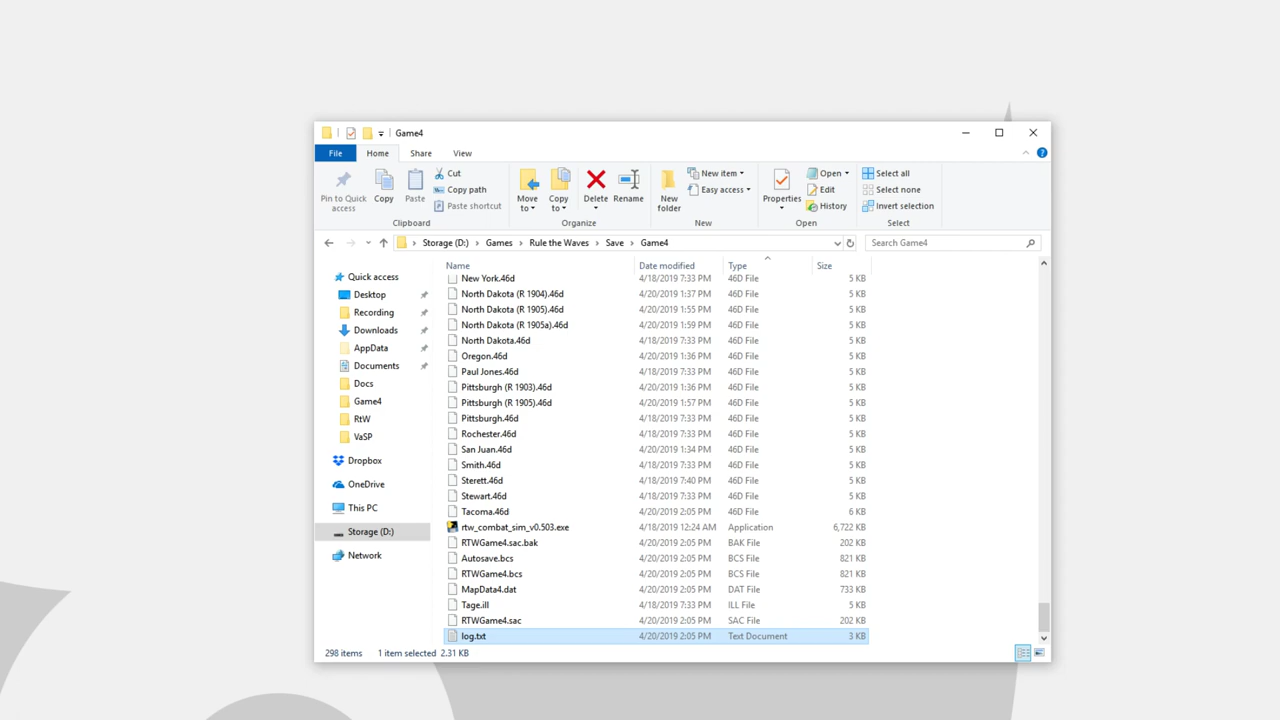 Game4
File Home Share View
Pin to Quick access
Copy
Paste
Cut
Copy path
Paste shortcut
Clipboard
Move to
Copy to
Delete
Rename
Organize
New folder
New item
Easy access
New
Properties
Open
Edit
History
Open
Select all
Select none
Invert selection
Select
Storage (D:) Games Rule the Waves Save Game4
Search Game4
Quick access
Desktop
Recording
Downloads
AppData
Documents
Docs
Game4
RtW
VaSP
Dropbox
OneDrive
This PC
Storage (D:)
Network
Name Date modified Type Size
New York.46d 4/18/2019 7:33 PM 46D File 5 KB
North Dakota (R 1904).46d 4/20/2019 1:37 PM 46D File 5 KB
North Dakota (R 1905).46d 4/20/2019 1:55 PM 46D File 5 KB
North Dakota (R 1905a).46d 4/20/2019 1:59 PM 46D File 5 KB
North Dakota.46d 4/18/2019 7:33 PM 46D File 5 KB
Oregon.46d 4/20/2019 1:36 PM 46D File 5 KB
Paul Jones.46d 4/18/2019 7:33 PM 46D File 5 KB
Pittsburgh (R 1903).46d 4/20/2019 1:36 PM 46D File 5 KB
Pittsburgh (R 1905).46d 4/20/2019 1:57 PM 46D File 5 KB
Pittsburgh.46d 4/18/2019 7:33 PM 46D File 5 KB
Rochester.46d 4/18/2019 7:33 PM 46D File 5 KB
San Juan.46d 4/20/2019 1:34 PM 46D File 5 KB
Smith.46d 4/18/2019 7:33 PM 46D File 5 KB
Sterett.46d 4/18/2019 7:40 PM 46D File 5 KB
Stewart.46d 4/18/2019 7:33 PM 46D File 5 KB
Tacoma.46d 4/20/2019 2:05 PM 46D File 6 KB
rtw_combat_sim_v0.503.exe 4/18/2019 12:24 AM Application 6,722 KB
RTWGame4.sac.bak 4/20/2019 2:05 PM BAK File 202 KB
Autosave.bcs 4/20/2019 2:05 PM BCS File 821 KB
RTWGame4.bcs 4/20/2019 2:05 PM BCS File 821 KB
MapData4.dat 4/20/2019 2:05 PM DAT File 733 KB
Tage.ill 4/18/2019 7:33 PM ILL File 5 KB
RTWGame4.sac 4/20/2019 2:05 PM SAC File 202 KB
log.txt 4/20/2019 2:05 PM Text Document 3 KB
298 items 1 item selected 2.31 KB